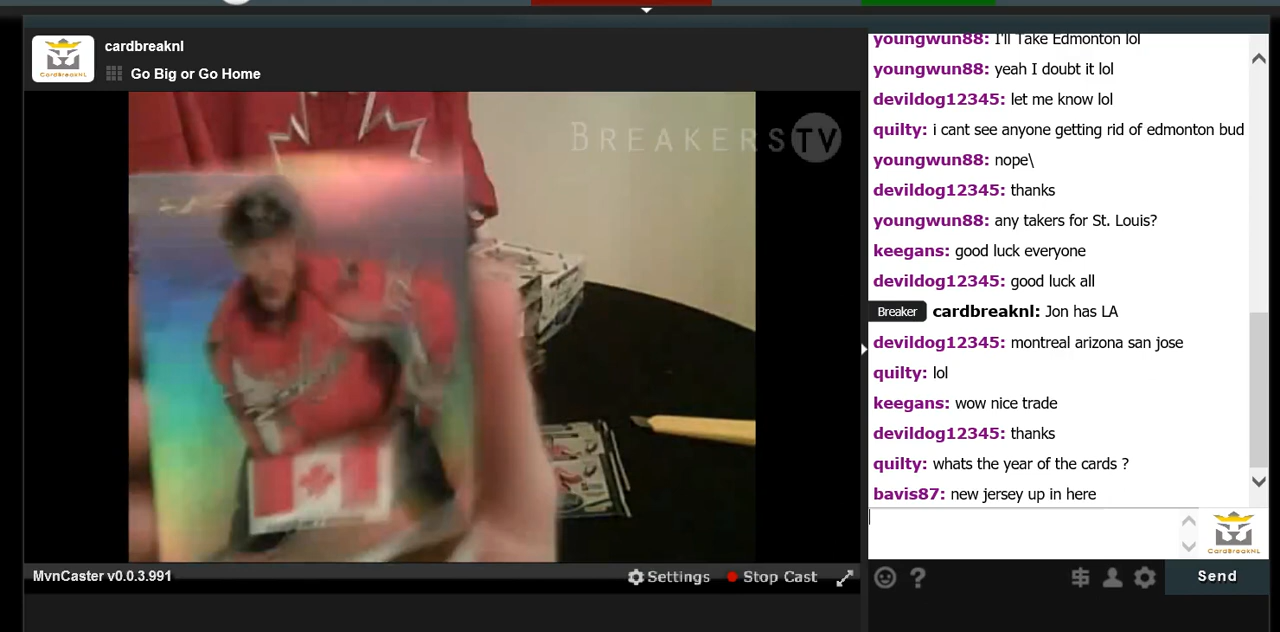 cardbreaknl
Go Big or Go Home
CardBreakNL
BREAKERSTV
MvnCaster v0.0.3.991
Settings
Stop Cast
youngwun88: I'll Take Edmonton lol
youngwun88: yeah I doubt it lol
devildog12345: let me know lol
quilty: i cant see anyone getting rid of edmonton bud
youngwun88: nope\
devildog12345: thanks
youngwun88: any takers for St. Louis?
keegans: good luck everyone
devildog12345: good luck all
Breaker cardbreaknl: Jon has LA
devildog12345: montreal arizona san jose
quilty: lol
keegans: wow nice trade
devildog12345: thanks
quilty: whats the year of the cards ?
bavis87: new jersey up in here
CardBreakNL
Send